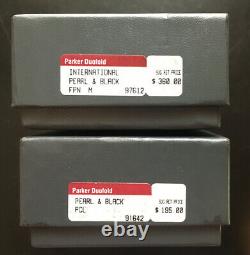 Parker Duofold
INTERNATIONAL SUG RET PRICE
PEARL & BLACK $ 360.00
FPN M 97612
Parker Duofold
SUG RET PRICE
PEARL & BLACK $ 195.00
PCL 91642